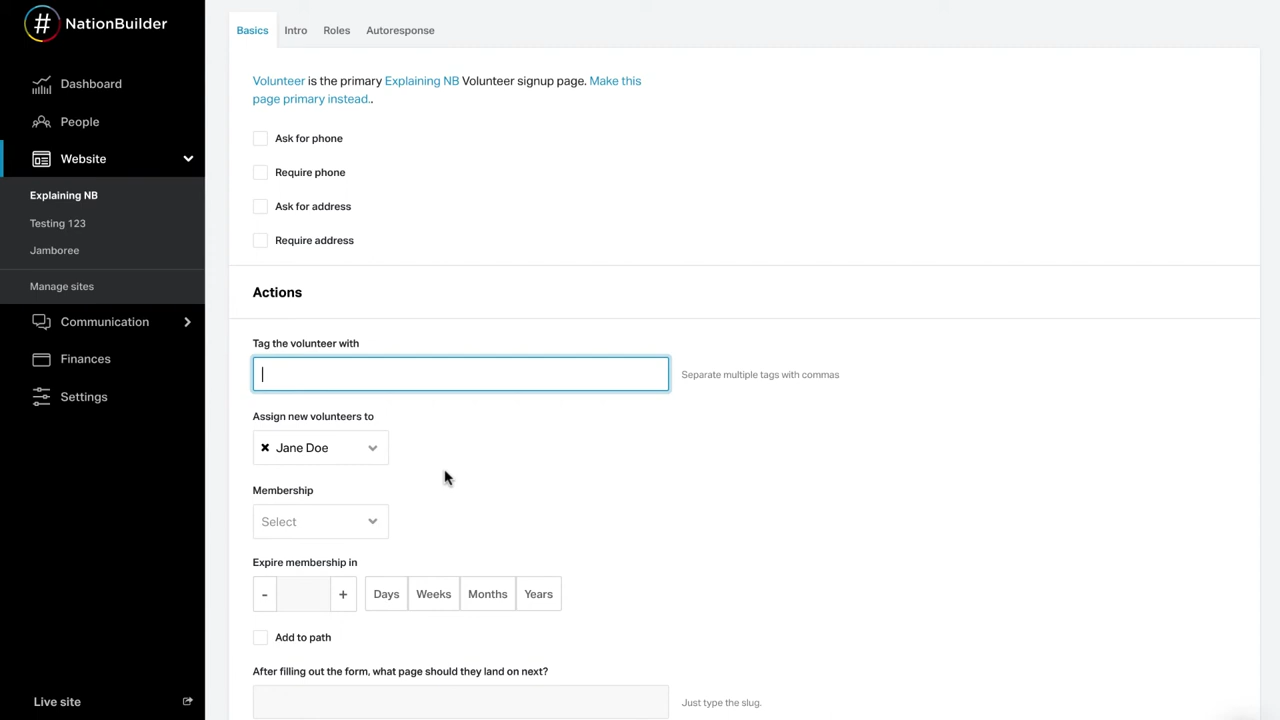 # NationBuilder
Dashboard
People
Website
Explaining NB
Testing 123
Jamboree
Manage sites
Communication
Finances
Settings
Live site
Basics Intro Roles Autoresponse
Volunteer is the primary Explaining NB Volunteer signup page. Make this
page primary instead..
Ask for phone
Require phone
Ask for address
Require address
Actions
Tag the volunteer with
Separate multiple tags with commas
Assign new volunteers to
× Jane Doe
Membership
Select
Expire membership in
- + Days Weeks Months Years
Add to path
After filling out the form, what page should they land on next?
Just type the slug.